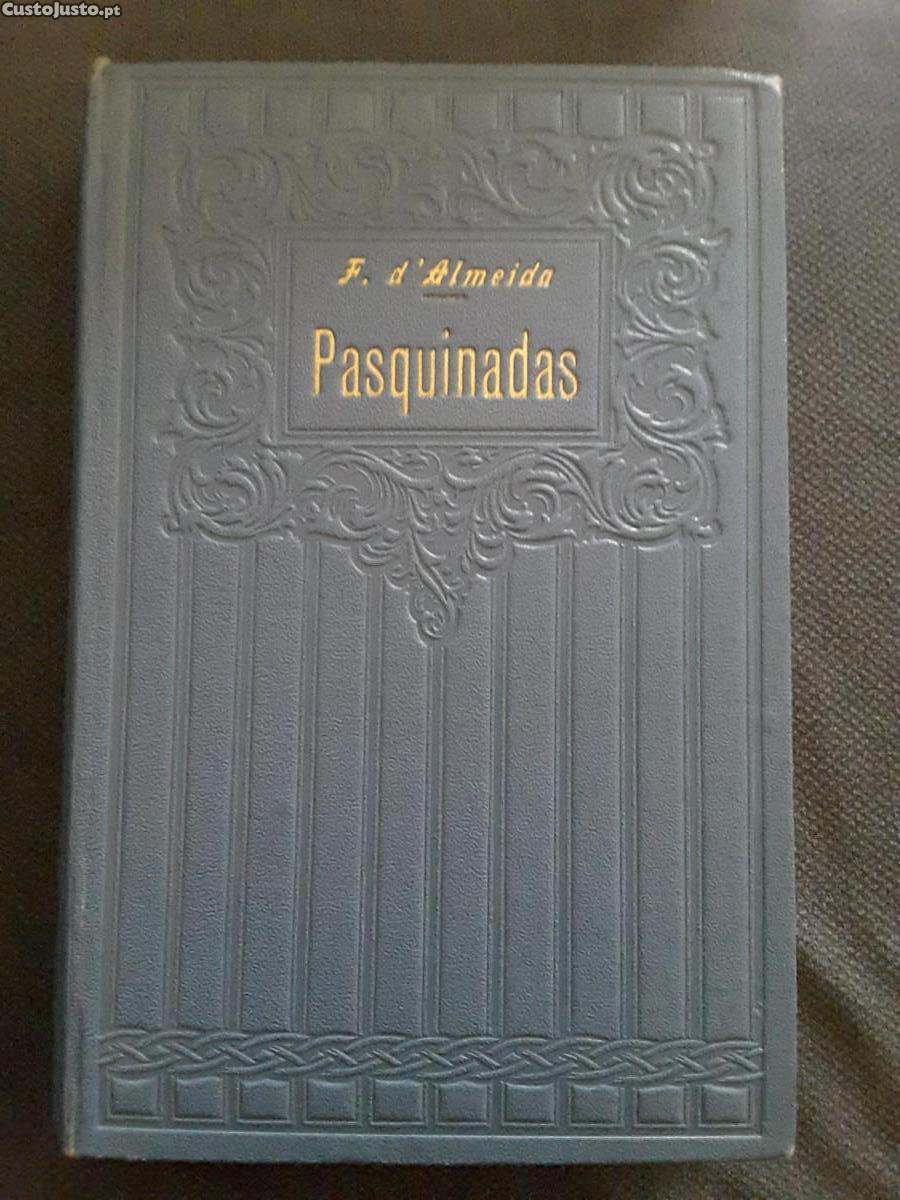 CustoJusto.pt
F. d'Almeida
Pasquinadas